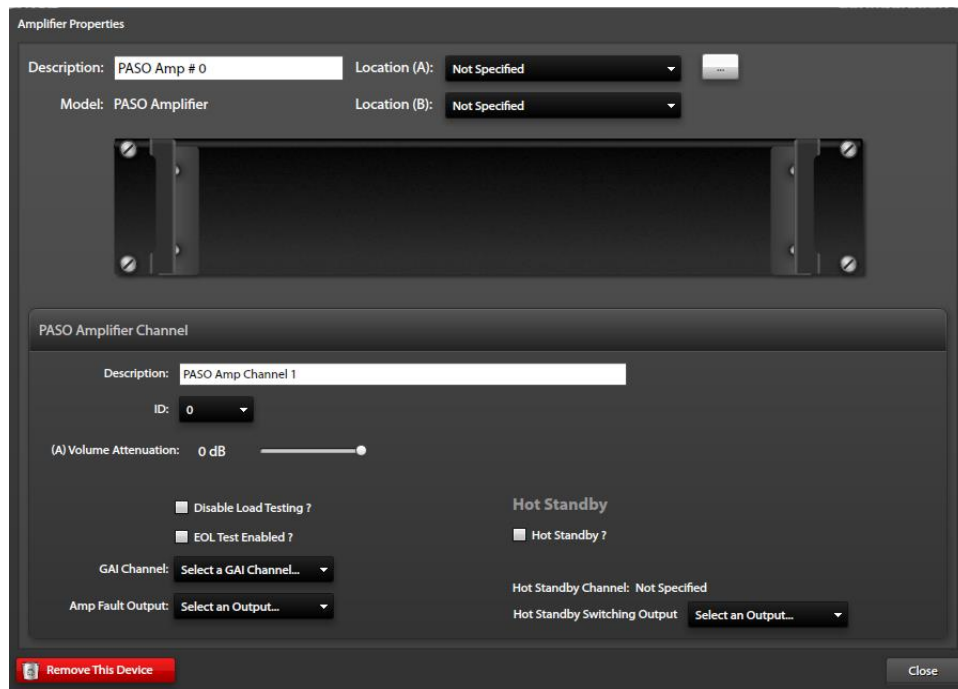 Amplifier Properties
Description: PASO Amp # 0 Location (A): Not Specified ...
Model: PASO Amplifier Location (B): Not Specified
PASO Amplifier Channel
Description: PASO Amp Channel 1
ID: 0
(A) Volume Attenuation: 0 dB
Disable Load Testing ? Hot Standby
EOL Test Enabled ? Hot Standby ?
GAI Channel: Select a GAI Channel...
Hot Standby Channel: Not Specified
Amp Fault Output: Select an Output... Hot Standby Switching Output Select an Output...
Remove This Device Close